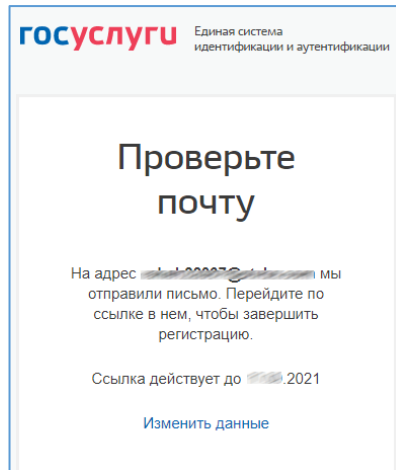 госуслуги
Единая система
идентификации и аутентификации
Проверьте
почту
На адрес мы
отправили письмо. Перейдите по
ссылке в нем, чтобы завершить
регистрацию.
Ссылка действует до .2021
Изменить данные